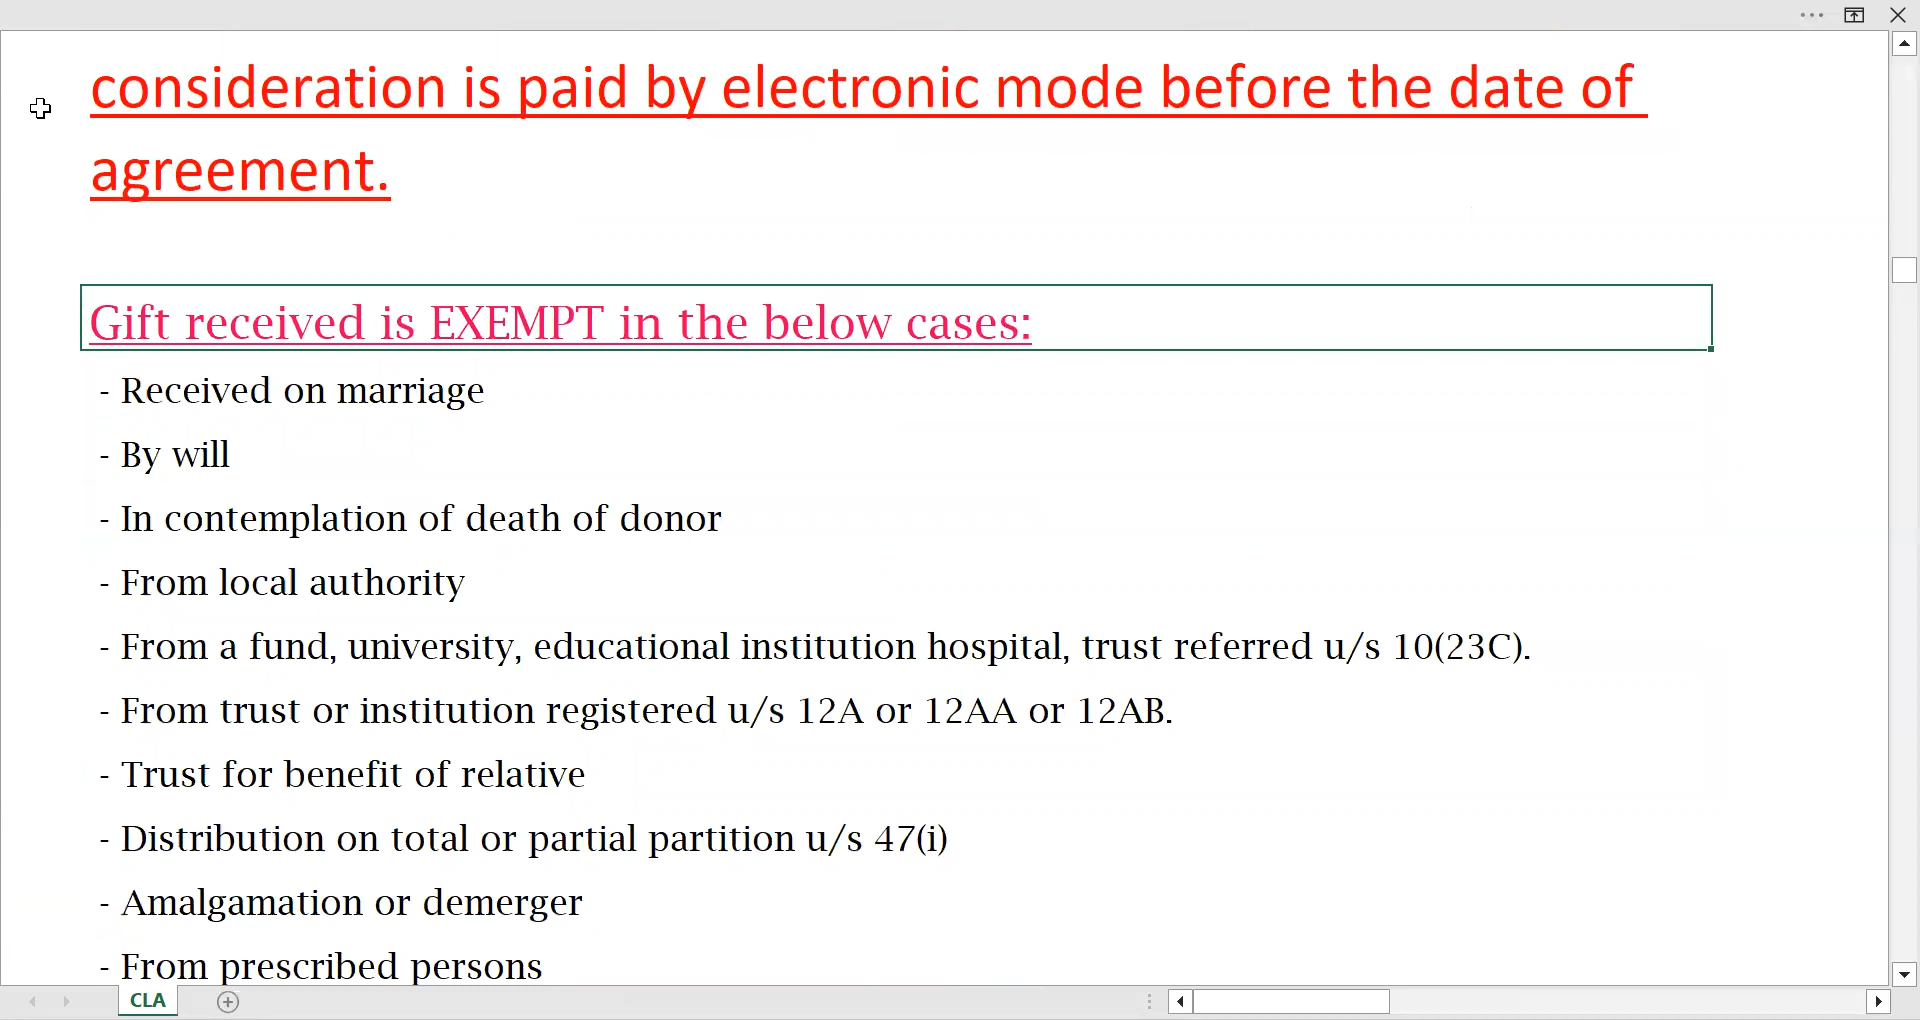 consideration is paid by electronic mode before the date of
agreement.
Gift received is EXEMPT in the below cases:
- Received on marriage
- By will
- In contemplation of death of donor
- From local authority
- From a fund, university, educational institution hospital, trust referred u/s 10(23C).
- From trust or institution registered u/s 12A or 12AA or 12AB.
- Trust for benefit of relative
- Distribution on total or partial partition u/s 47(i)
- Amalgamation or demerger
- From prescribed persons
CLA